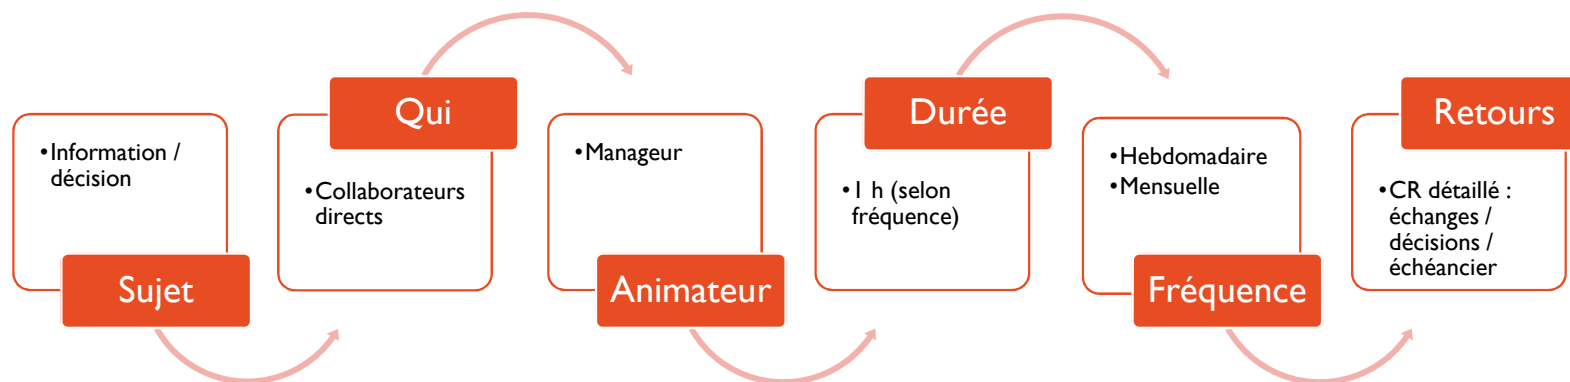 •Information /
décision
Sujet
Qui
•Collaborateurs
directs
•Manageur
Animateur
Durée
•1 h (selon
fréquence)
•Hebdomadaire
•Mensuelle
Fréquence
Retours
•CR détaillé :
échanges /
décisions /
échéancier